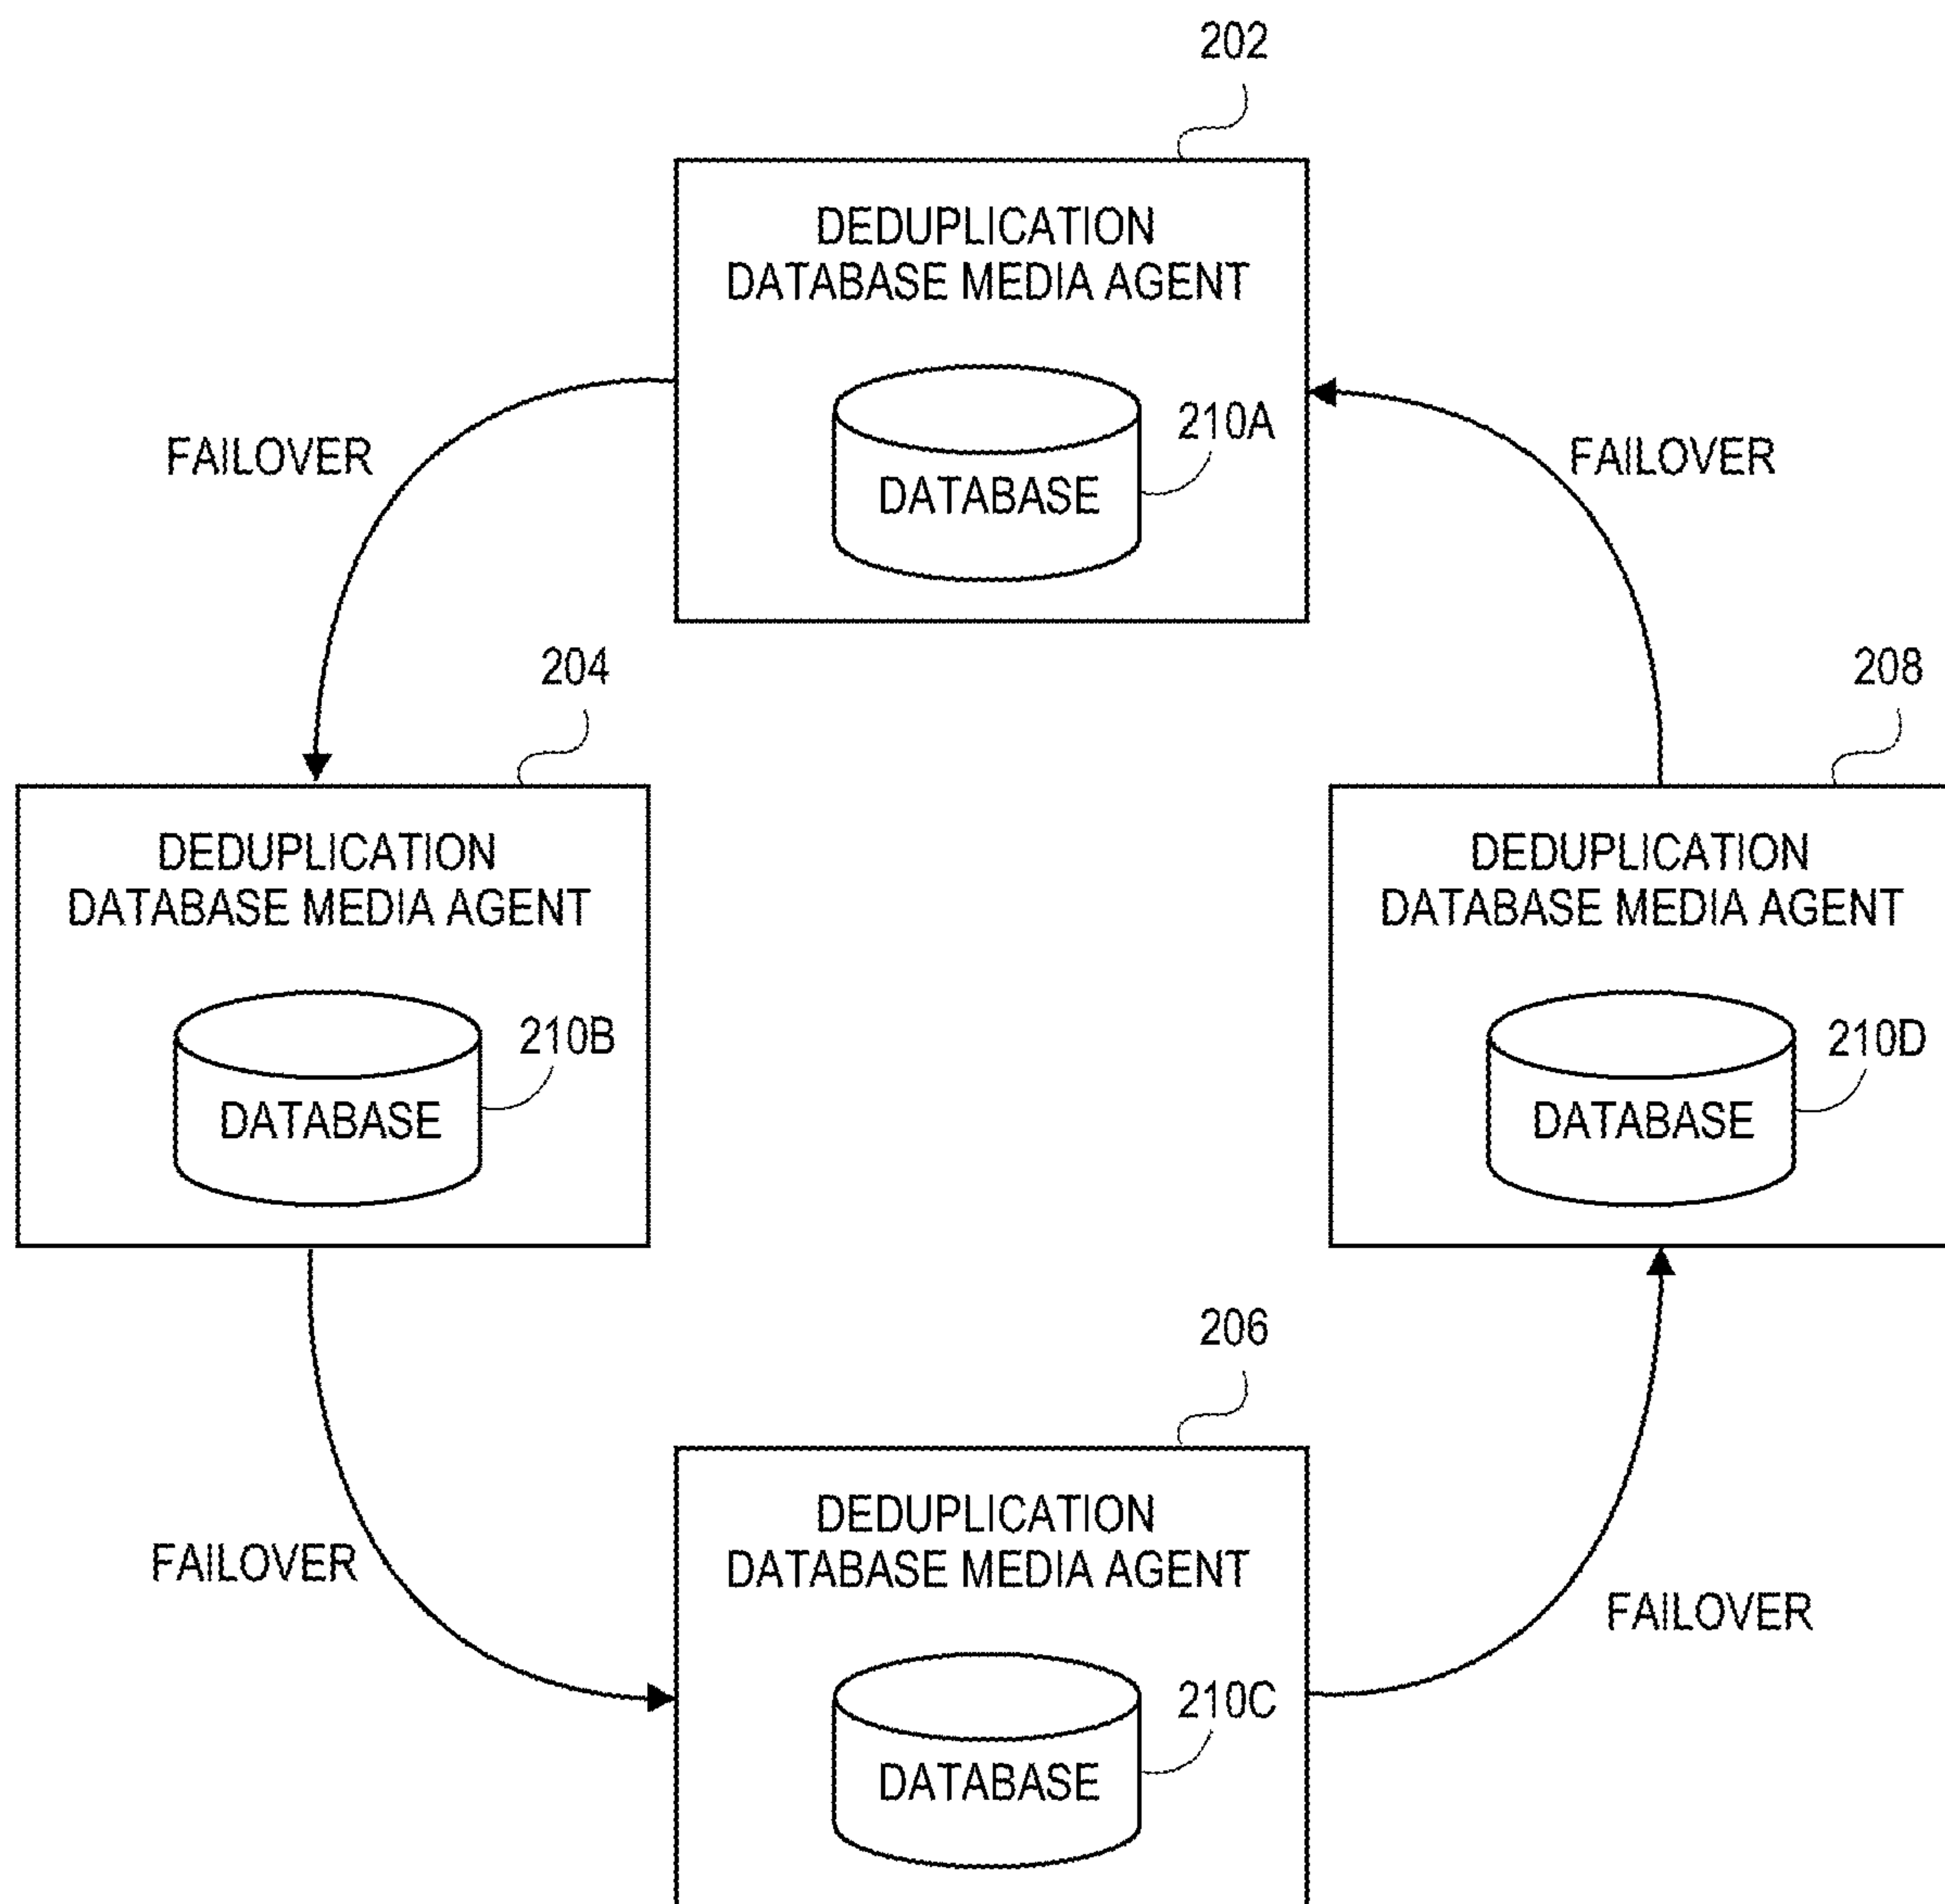 202
DEDUPLICATION
DATABASE MEDIA AGENT
210A
DATABASE
FAILOVER
FAILOVER
204
DEDUPLICATION
DATABASE MEDIA AGENT
210B
DATABASE
208
DEDUPLICATION
DATABASE MEDIA AGENT
210D
DATABASE
206
DEDUPLICATION
DATABASE MEDIA AGENT
210C
DATABASE
FAILOVER
FAILOVER